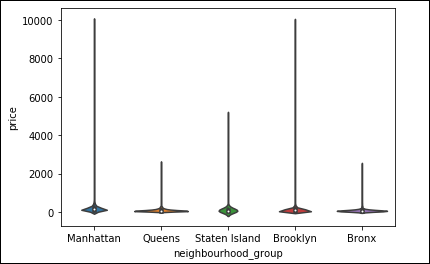 10000
8000
6000
4000
2000
0
price
Manhattan Queens Staten Island Brooklyn Bronx
neighbourhood_group